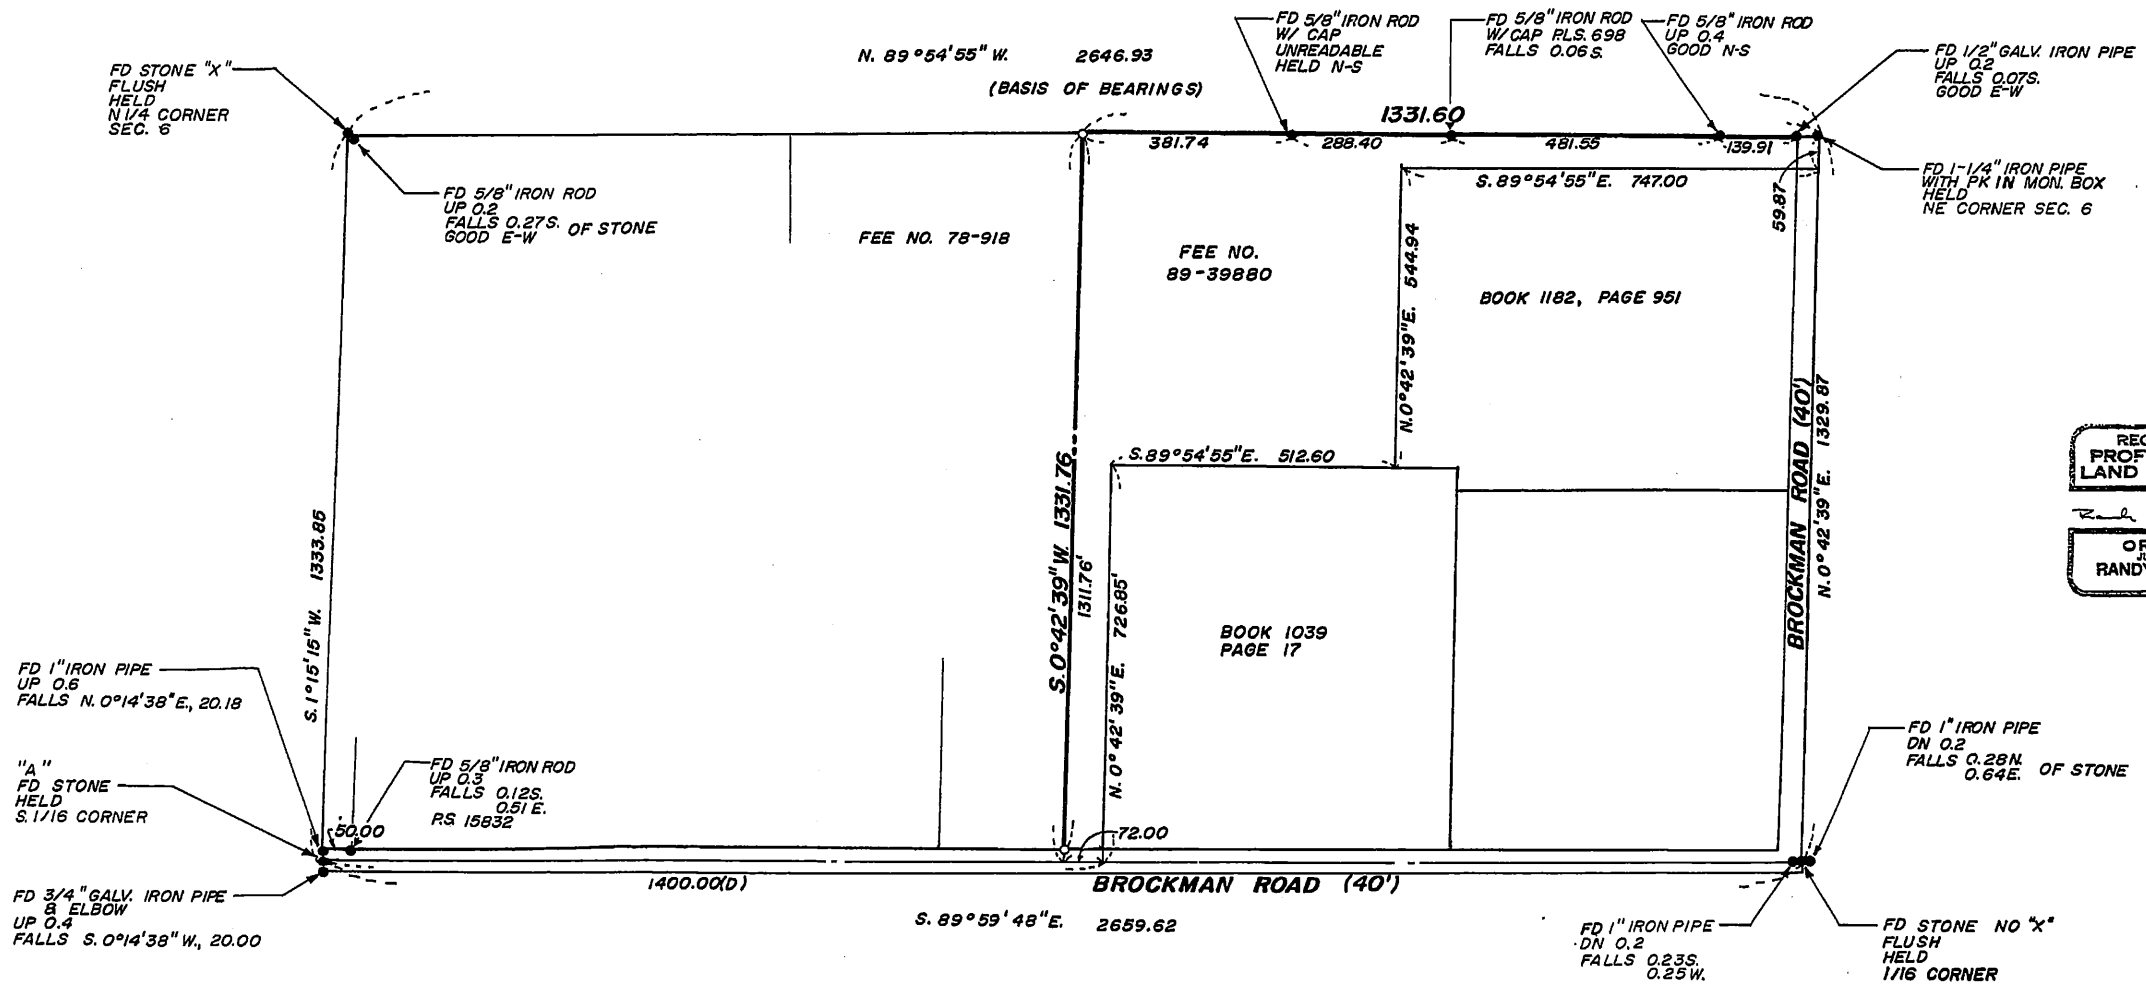 N. 89°54'55" W. 2646.93
(BASIS OF BEARINGS)
FD STONE "X"
FLUSH
HELD
N 1/4 CORNER
SEC. 6
FD 5/8" IRON ROD
W/ CAP
UNREADABLE
HELD N-S
FD 5/8" IRON ROD
W/CAP PLS. 698
FALLS 0.06 S.
FD 5/8" IRON ROD
UP 0.4
GOOD N-S
FD 1/2" GALV. IRON PIPE
UP 0.2
FALLS 0.07S.
GOOD E-W
1331.60
381.74
288.40
481.55
139.91
FD 1-1/4" IRON PIPE
WITH PK IN MON. BOX
HELD
NE CORNER SEC. 6
FD 5/8" IRON ROD
UP 0.2
FALLS 0.27S. OF STONE
GOOD E-W
S. 89°54'55"E. 747.00
59.87
FEE NO. 78-918
FEE NO.
89-39880
N.0°42'39"E. 544.94
BOOK 1182, PAGE 951
BROCKMAN ROAD (40')
N.0°42'39"E. 1329.87
S.89°54'55"E. 512.60
S.0°42'39"W. 1331.76
1311.76'
N.0°42'39"E. 726.85'
BOOK 1039
PAGE 17
S.1°15'15"W. 1333.85
FD 1" IRON PIPE
UP 0.6
FALLS N. 0°14'38"E., 20.18
"A"
FD STONE
HELD
S. 1/16 CORNER
FD 5/8" IRON ROD
UP 0.3
FALLS 0.12S.
0.51 E.
P.S. 15832
50.00
72.00
FD 3/4" GALV. IRON PIPE
& ELBOW
UP 0.4
FALLS S. 0°14'38" W., 20.00
1400.00(D)
BROCKMAN ROAD (40')
S. 89°59'48"E. 2659.62
FD 1" IRON PIPE
DN 0.2
FALLS 0.28N.
0.64E. OF STONE
FD 1" IRON PIPE
DN 0.2
FALLS 0.23S.
0.25W.
FD STONE NO "X"
FLUSH
HELD
1/16 CORNER
LAND
RANDY